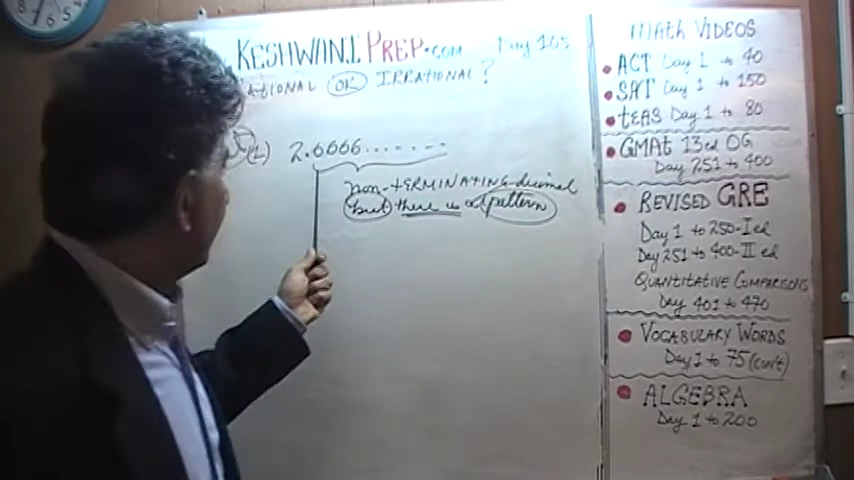 KESHWANI PREP.COM Day 105
RATIONAL OR IRRATIONAL?
(1) 2.6666.......
non-TERMINATING decimal
but there is a pattern
MATH VIDEOS
ACT Day 1 to 40
SAT Day 1 to 150
TEAS Day 1 to 80
GMAT 13ed OG
Day 251 to 400
REVISED GRE
Day 1 to 250-I ed
Day 251 to 400-II ed
QUANTITATIVE COMPARISONS
Day 401 to 470
VOCABULARY WORDS
Day 1 to 75 (con't)
ALGEBRA
Day 1 to 200